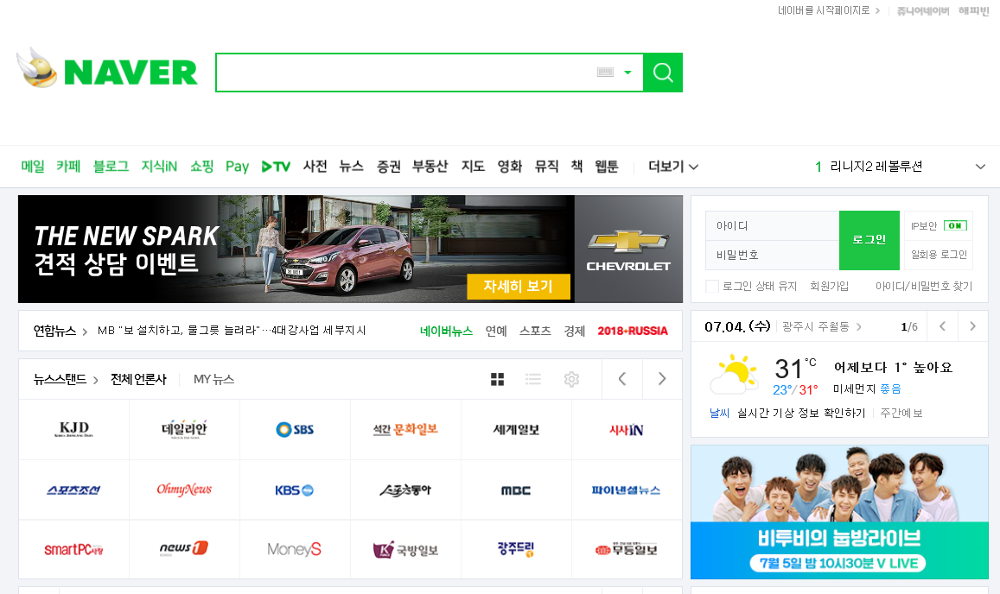 네이버를 시작페이지로
쥬니어네이버 해피빈
NAVER
메일 카페 블로그 지식iN 쇼핑 Pay TV 사전 뉴스 증권 부동산 지도 영화 뮤직 책 웹툰 더보기
1 리니지2 레볼루션
THE NEW SPARK
견적 상담 이벤트
자세히 보기
CHEVROLET
아이디
비밀번호
로그인
IP보안 ON
일회용 로그인
로그인 상태 유지 회원가입 아이디/비밀번호 찾기
연합뉴스 MB "보 설치하고, 물그릇 늘려라"…4대강사업 세부지시
네이버뉴스 연예 스포츠 경제 2018•RUSSIA
07.04. (수) 광주시 주월동 1/6
31°C
23°/31°
어제보다 1° 높아요
미세먼지 좋음
날씨 실시간 기상 정보 확인하기 주간예보
뉴스스탠드 전체 언론사 MY 뉴스
KJD 데일리안 SBS 석간 문화일보 세계일보 시사IN
스포츠조선 OhmyNews KBS 스포츠동아 MBC 파이낸셜뉴스
smartPC사랑 news1 MoneyS 국방일보 광주드림 무등일보
비투비의 눕방라이브
7월 5일 밤 10시30분 V LIVE